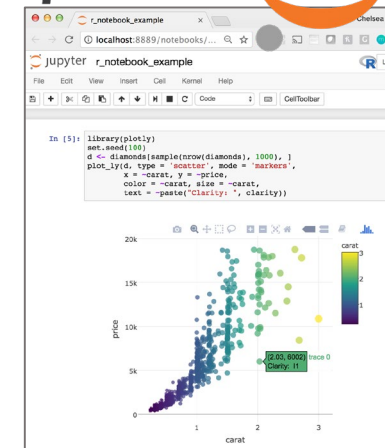 r_notebook_example
Chelsea
localhost:8889/notebooks/...
jupyter r_notebook_example
R
File Edit View Insert Cell Kernel Help
Code CellToolbar
In [5]: library(plotly)
set.seed(100)
d <- diamonds[sample(nrow(diamonds), 1000), ]
plot_ly(d, type = 'scatter', mode = 'markers',
x = ~carat, y = ~price,
color = ~carat, size = ~carat,
text = ~paste("Clarity: ", clarity))
20k
carat
3
2
15k
1
price
10k
(2.03, 6002) trace 0
Clarity: I1
5k
0
1 2 3
carat